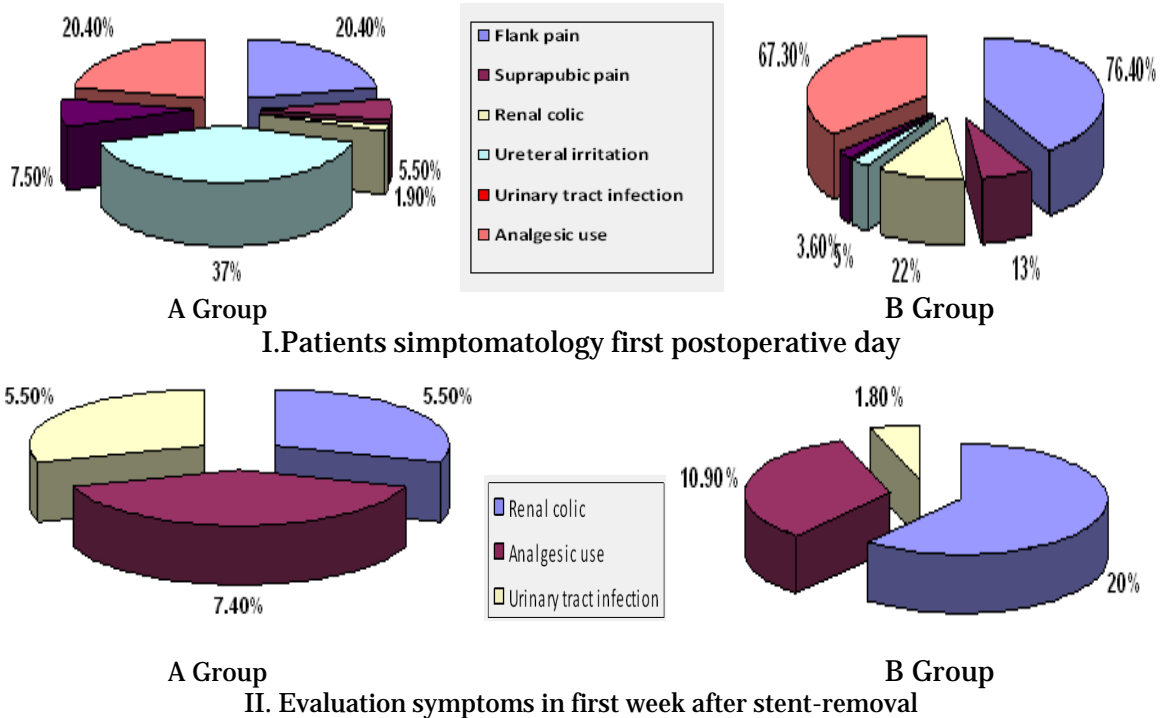 20.40%
20.40%
7.50%
5.50%
1.90%
37%
A Group
Flank pain
Suprapubic pain
Renal colic
Ureteral irritation
Urinary tract infection
Analgesic use
67.30%
76.40%
3.60%
5%
22%
13%
B Group
I.Patients simptomatology first postoperative day
5.50%
5.50%
7.40%
A Group
Renal colic
Analgesic use
Urinary tract infection
1.80%
10.90%
20%
B Group
II. Evaluation symptoms in first week after stent-removal